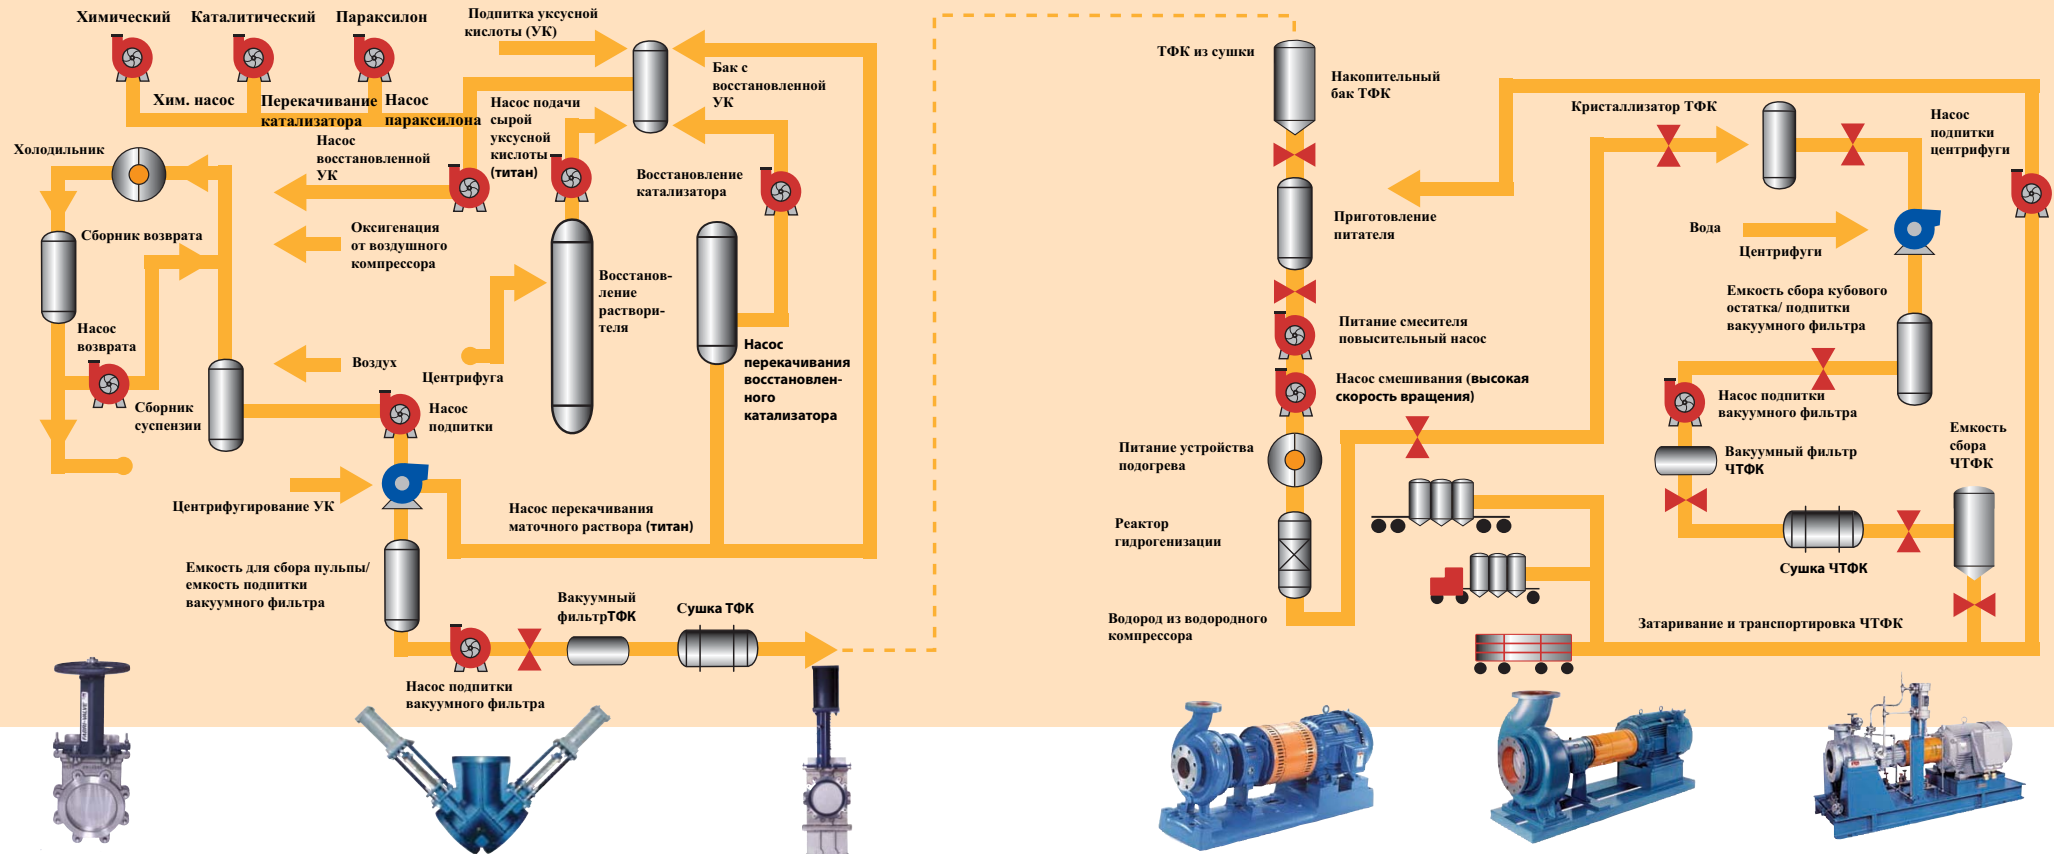 Химический
Каталитический
Параксилон
Хим. насос
Перекачивание
катализатора
Насос
параксилона
Подпитка уксусной
кислоты (УК)
Бак с
восстановленной
УК
Насос подачи
сырой
уксусной
кислоты
(титан)
Насос
восстановленной
УК
Холодильник
Сборник возврата
Оксигенация
от воздушного
компрессора
Восстановление
катализатора
Восстанов-
ление
раствори-
теля
Насос
возврата
Воздух
Центрифуга
Насос
перекачивания
восстановлен-
ного
катализатора
Сборник
суспензии
Насос
подпитки
Центрифугирование УК
Насос перекачивания
маточного раствора (титан)
Емкость для сбора пульпы/
емкость подпитки
вакуумного фильтра
Вакуумный
фильтрТФК
Сушка ТФК
Насос подпитки
вакуумного фильтра
ТФК из сушки
Накопительный
бак ТФК
Приготовление
питателя
Питание смесителя
повысительный насос
Насос смешивания (высокая
скорость вращения)
Питание устройства
подогрева
Реактор
гидрогенизации
Водород из водородного
компрессора
Кристаллизатор ТФК
Насос
подпитки
центрифуги
Вода
Центрифуги
Емкость сбора кубового
остатка/ подпитки
вакуумного фильтра
Насос подпитки
вакуумного фильтра
Вакуумный фильтр
ЧТФК
Емкость
сбора
ЧТФК
Сушка ЧТФК
Затаривание и транспортировка ЧТФК